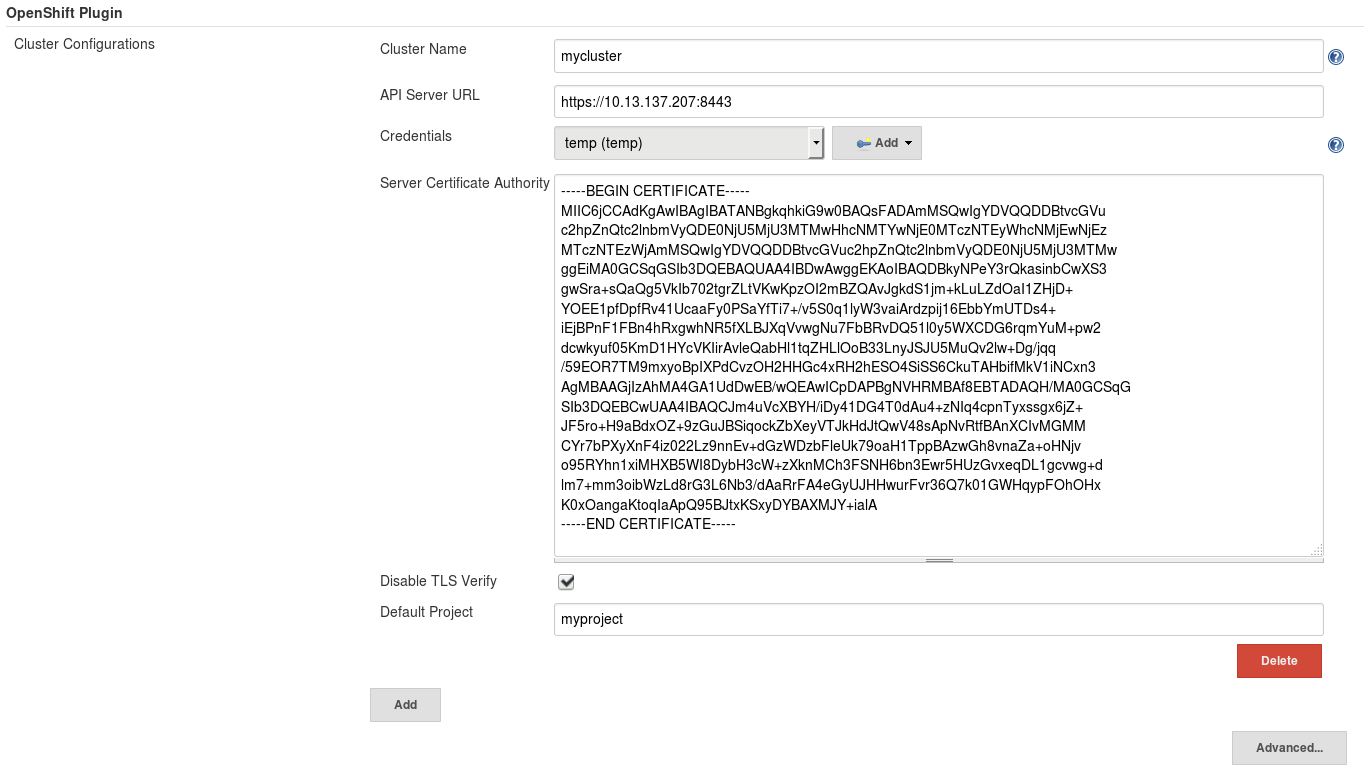 OpenShift Plugin
Cluster Configurations
Cluster Name
mycluster
API Server URL
https://10.13.137.207:8443
Credentials
temp (temp)
Add
Server Certificate Authority
-----BEGIN CERTIFICATE-----
MIIC6jCCAdKgAwIBAgIBATANBgkqhkiG9w0BAQsFADAmMSQwIgYDVQQDDBtvcGVu
c2hpZnQtc2lnbmVyQDE0NjU5MjU3MTMwHhcNMTYwNjE0MTczNTEyWhcNMjEwNjEz
MTczNTEzWjAmMSQwIgYDVQQDDBtvcGVuc2hpZnQtc2lnbmVyQDE0NjU5MjU3MTMw
ggEiMA0GCSqGSIb3DQEBAQUAA4IBDwAwggEKAoIBAQDBkyNPeY3rQkasinbCwXS3
gwSra+sQaQg5VkIb702tgrZLtVKwKpzOI2mBZQAvJgkdS1jm+kLuLZdOaI1ZHjD+
YOEE1pfDpfRv41UcaaFy0PSaYfTi7+/v5S0q1lyW3vaiArdzpij16EbbYmUTDs4+
iEjBPnF1FBn4hRxgwhNR5fXLBJXqVvwgNu7FbBRvDQ51l0y5WXCDG6rqmYuM+pw2
dcwkyuf05KmD1HYcVKIirAvleQabHl1tqZHLlOoB33LnyJSJU5MuQv2lw+Dg/jqq
/59EOR7TM9mxyoBpIXPdCvzOH2HHGc4xRH2hESO4SiSS6CkuTAHbifMkV1iNCxn3
AgMBAAGjIzAhMA4GA1UdDwEB/wQEAwICpDAPBgNVHRMBAf8EBTADAQH/MA0GCSqG
SIb3DQEBCwUAA4IBAQCJm4uVcXBYH/iDy41DG4T0dAu4+zNIq4cpnTyxssgx6jZ+
JF5ro+H9aBdxOZ+9zGuJBSiqockZbXeyVTJkHdJtQwV48sApNvRtfBAnXCIvMGMM
CYr7bPXyXnF4iz022Lz9nnEv+dGzWDzbFleUk79oaH1TppBAzwGh8vnaZa+oHNjv
o95RYhn1xiMHXB5WI8DybH3cW+zXknMCh3FSNH6bn3Ewr5HUzGvxeqDL1gcvwg+d
lm7+mm3oibWzLd8rG3L6Nb3/dAaRrFA4eGyUJHHwurFvr36Q7k01GWHqypFOhOHx
K0xOangaKtoqIaApQ95BJtxKSxyDYBAXMJY+ialA
-----END CERTIFICATE-----
Disable TLS Verify
Default Project
myproject
Delete
Add
Advanced...